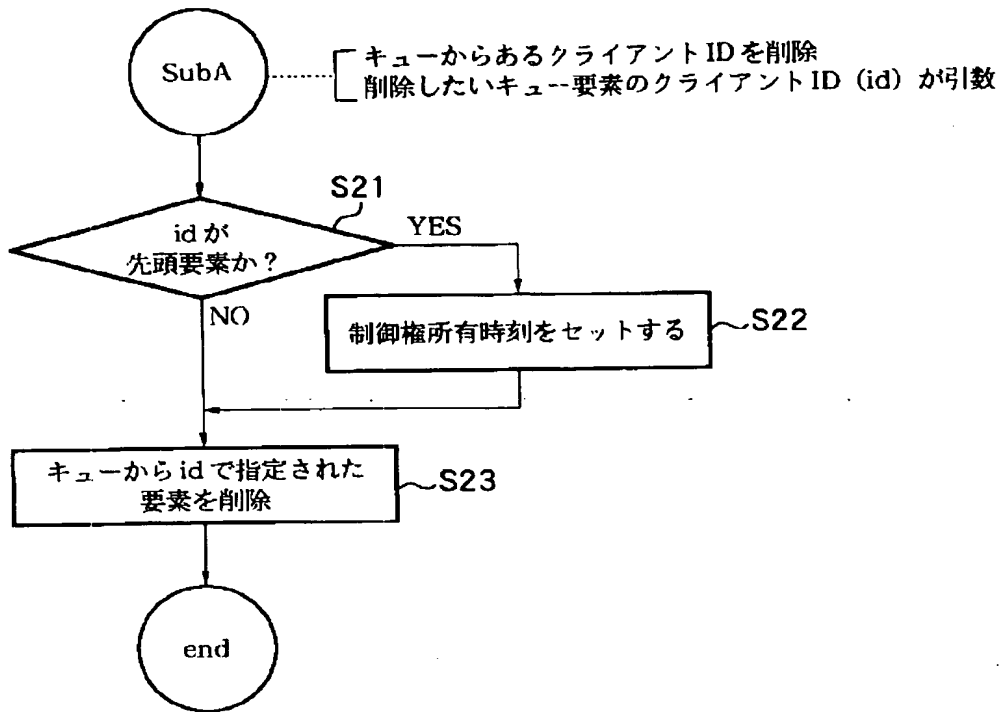 SubA
キューからあるクライアントIDを削除
削除したいキュー要素のクライアントID (id) が引数
S21
idが
先頭要素か?
YES
NO
制御権所有時刻をセットする
S22
キューからidで指定された
要素を削除
S23
end